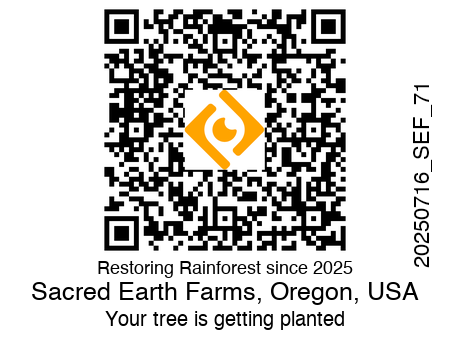 Restoring Rainforest since 2025
Sacred Earth Farms, Oregon, USA
Your tree is getting planted
20250716_SEF_71